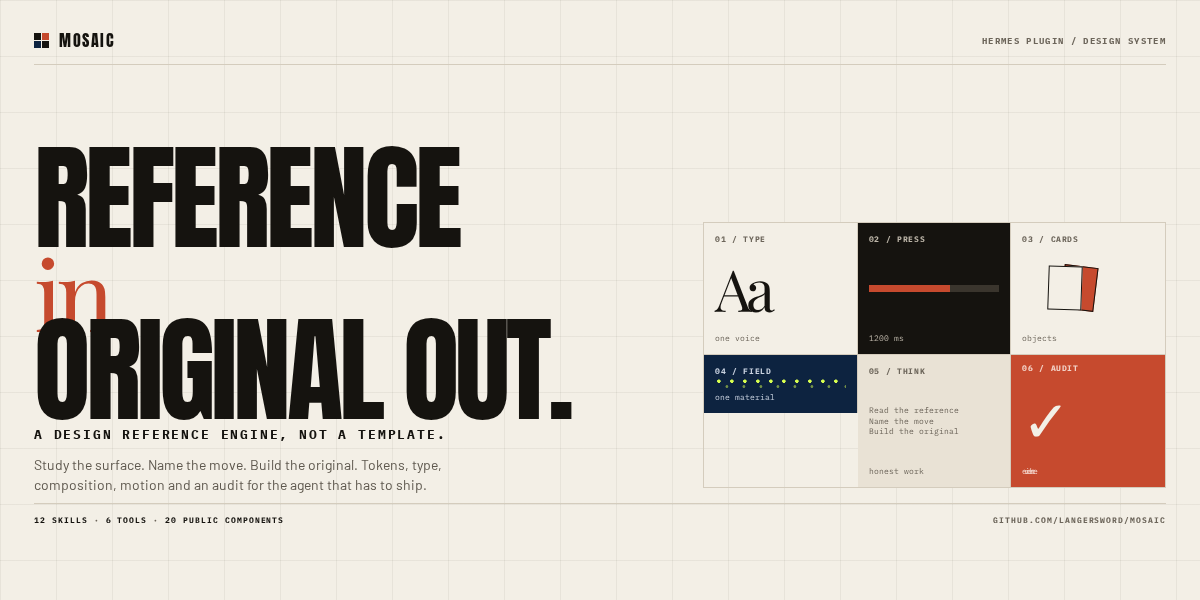 MOSAIC
HERMES PLUGIN / DESIGN SYSTEM
REFERENCE
in
ORIGINAL OUT.
A DESIGN REFERENCE ENGINE, NOT A TEMPLATE.
Study the surface. Name the move. Build the original. Tokens, type,
composition, motion and an audit for the agent that has to ship.
01 / TYPE
Aa
one voice
02 / PRESS
1200 ms
03 / CARDS
objects
04 / FIELD
one material
05 / THINK
Read the reference
Name the move
Build the original
honest work
06 / AUDIT
✓
12 SKILLS · 6 TOOLS · 20 PUBLIC COMPONENTS
GITHUB.COM/LANGERSWORD/MOSAIC